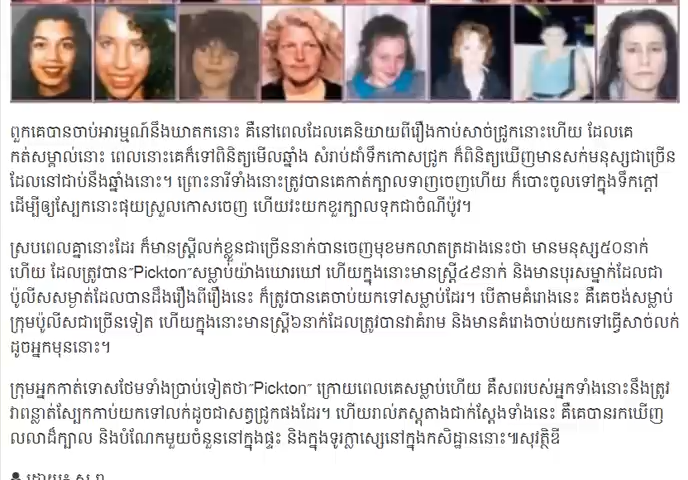 ពួកគេបានចាប់អារម្មណ៍នឹងឃាតកនោះ គឺនៅពេលដែលគេនិយាយពីរឿងកាប់សាច់ជ្រូកនោះហើយ ដែលគេ
កត់សម្គាល់នោះ ពេលនោះគេក៏ទៅពិនិត្យមើលឆ្នាំង សំរាប់ដាំទឹកកោសជ្រូក ក៏ពិនិត្យឃើញមានសក់មនុស្សជាច្រើន
ដែលនៅជាប់នឹងឆ្នាំងនោះ។ ព្រោះនារីទាំងនោះត្រូវបានគេកាត់ក្បាលទាញចេញហើយ ក៏បោះចូលទៅក្នុងទឹកក្ដៅ
ដើម្បីឲ្យស្បែកនោះផុយស្រួលកោសចេញ ហើយវះយកខួរក្បាលទុកជាចំណីប៉ូវ។
ស្របពេលគ្នានោះដែរ ក៏មានស្រ្តីលក់ខ្លួនជាច្រើននាក់បានចេញមុខមកលាតត្រដាងនេះថា មានមនុស្ស៥០នាក់
ហើយ ដែលត្រូវបាន"Pickton"សម្លាប់យ៉ាងឃោរឃៅ ហើយក្នុងនោះមានស្ត្រី៤៩នាក់ និងមានបុរសម្នាក់ដែលជា
ប៉ូលីសសម្ងាត់ដែលបានដឹងរឿងពីរឿងនេះ ក៏ត្រូវបានគេចាប់យកទៅសម្លាប់ដែរ។ បើតាមគំរោងនេះ គឺគេចង់សម្លាប់
ក្រុមប៉ូលីសជាច្រើនទៀត ហើយក្នុងនោះមានស្ត្រី៦នាក់ដែលត្រូវបានវាគំរាម និងមានគំរោងចាប់យកទៅធ្វើសាច់លក់
ដូចអ្នកមុននោះ។
ក្រុមអ្នកកាត់ទោសថែមទាំងប្រាប់ទៀតថា"Pickton" ក្រោយពេលគេសម្លាប់ហើយ គឺសពរបស់អ្នកទាំងនោះនឹងត្រូវ
វាពន្លាត់ស្បែកកាប់យកទៅលក់ដូចជាសត្វជ្រូកផងដែរ។ ហើយរាល់ភស្តុតាងជាក់ស្ដែងទាំងនេះ គឺគេបានរកឃើញ
លលាដ៏ក្បាល និងបំណែកមួយចំនួននៅក្នុងផ្ទះ និងក្នុងទូរក្លាស្សេនៅក្នុងកសិដ្ឋាននោះ៕សុវត្ថិឌី